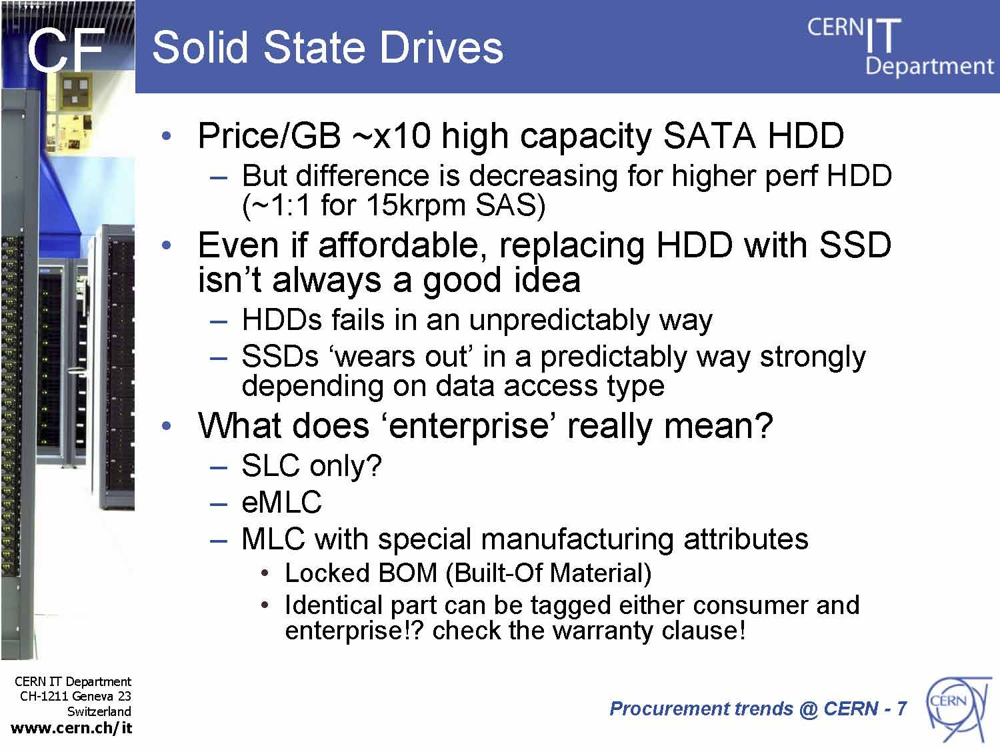 CF
Solid State Drives
CERN IT
Department
• Price/GB ~x10 high capacity SATA HDD
– But difference is decreasing for higher perf HDD
(~1:1 for 15krpm SAS)
• Even if affordable, replacing HDD with SSD
isn’t always a good idea
– HDDs fails in an unpredictably way
– SSDs ‘wears out’ in a predictably way strongly
depending on data access type
• What does ‘enterprise’ really mean?
– SLC only?
– eMLC
– MLC with special manufacturing attributes
• Locked BOM (Built-Of Material)
• Identical part can be tagged either consumer and
enterprise!? check the warranty clause!
CERN IT Department
CH-1211 Geneva 23
Switzerland
www.cern.ch/it
Procurement trends @ CERN - 7
CERN